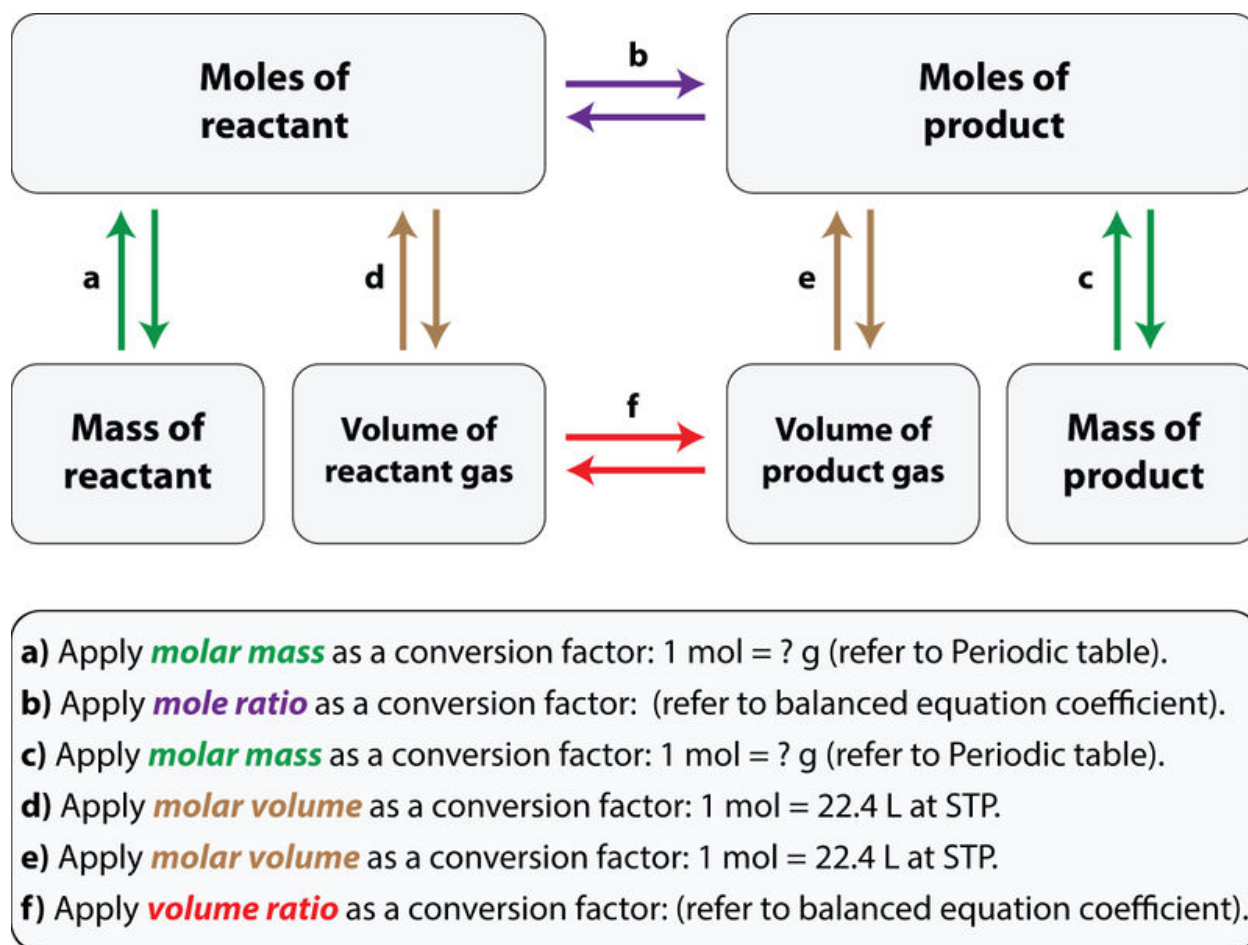 Moles of
reactant
b
Moles of
product
a
d
e
c
Mass of
reactant
Volume of
reactant gas
f
Volume of
product gas
Mass of
product
a) Apply molar mass as a conversion factor: 1 mol = ? g (refer to Periodic table).
b) Apply mole ratio as a conversion factor:  (refer to balanced equation coefficient).
c) Apply molar mass as a conversion factor: 1 mol = ? g (refer to Periodic table).
d) Apply molar volume as a conversion factor: 1 mol = 22.4 L at STP.
e) Apply molar volume as a conversion factor: 1 mol = 22.4 L at STP.
f) Apply volume ratio as a conversion factor: (refer to balanced equation coefficient).